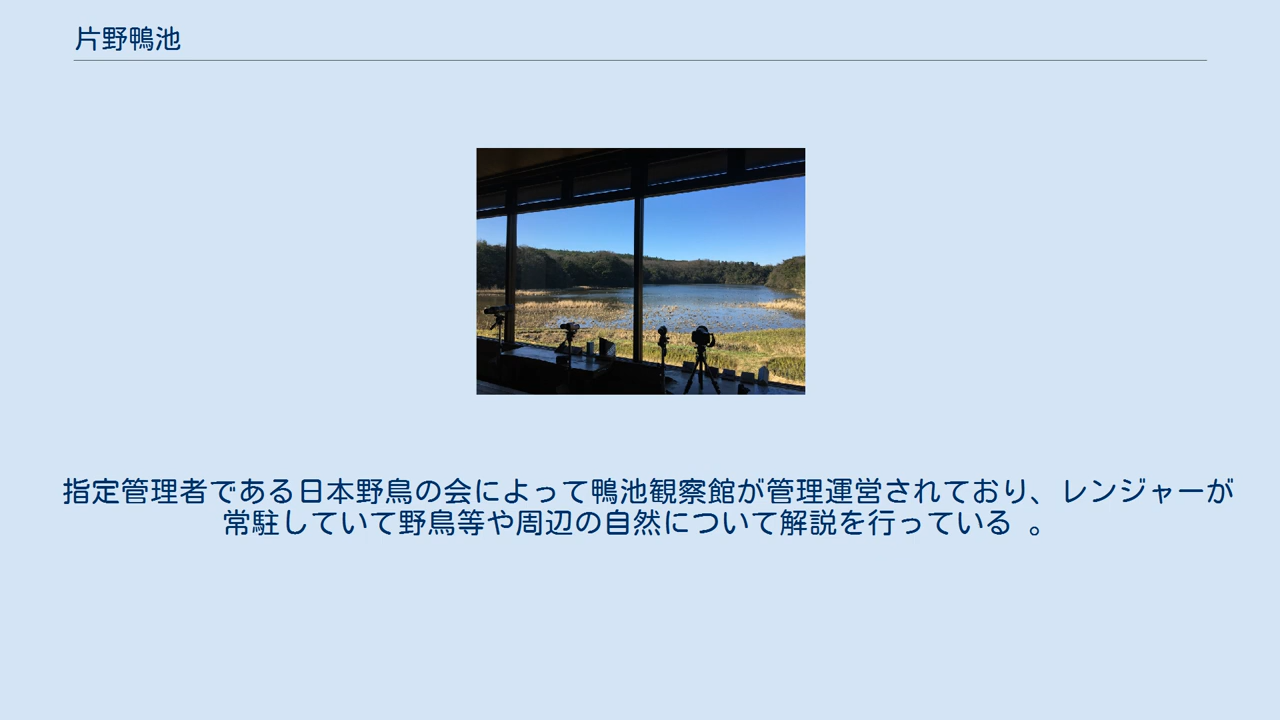 片野鴨池
指定管理者である日本野鳥の会によって鴨池観察館が管理運営されており、レンジャーが
常駐していて野鳥等や周辺の自然について解説を行っている 。